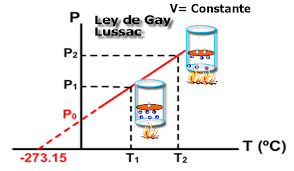 P
Ley de Gay
Lussac
V= Constante
P2
P1
P0
-273.15
T1
T2
T (ºC)